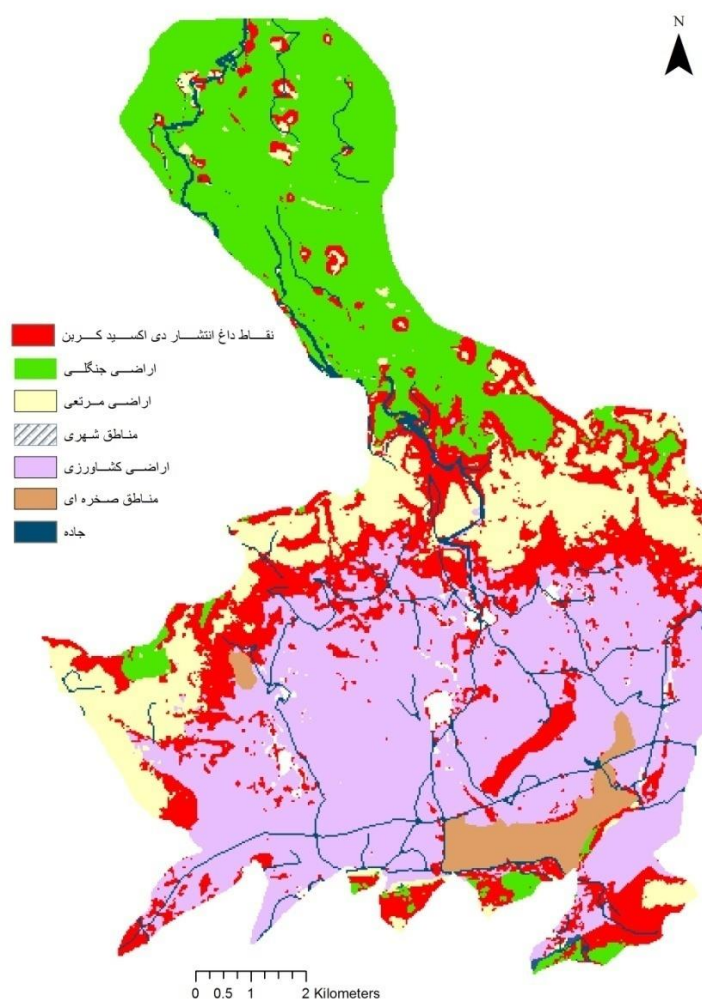 N
نقاط داغ انتشار دی اکسید کربن
اراضی جنگلی
اراضی مرتعی
مناطق شهری
اراضی کشاورزی
مناطق صخره ای
جاده
0 0.5 1 2 Kilometers